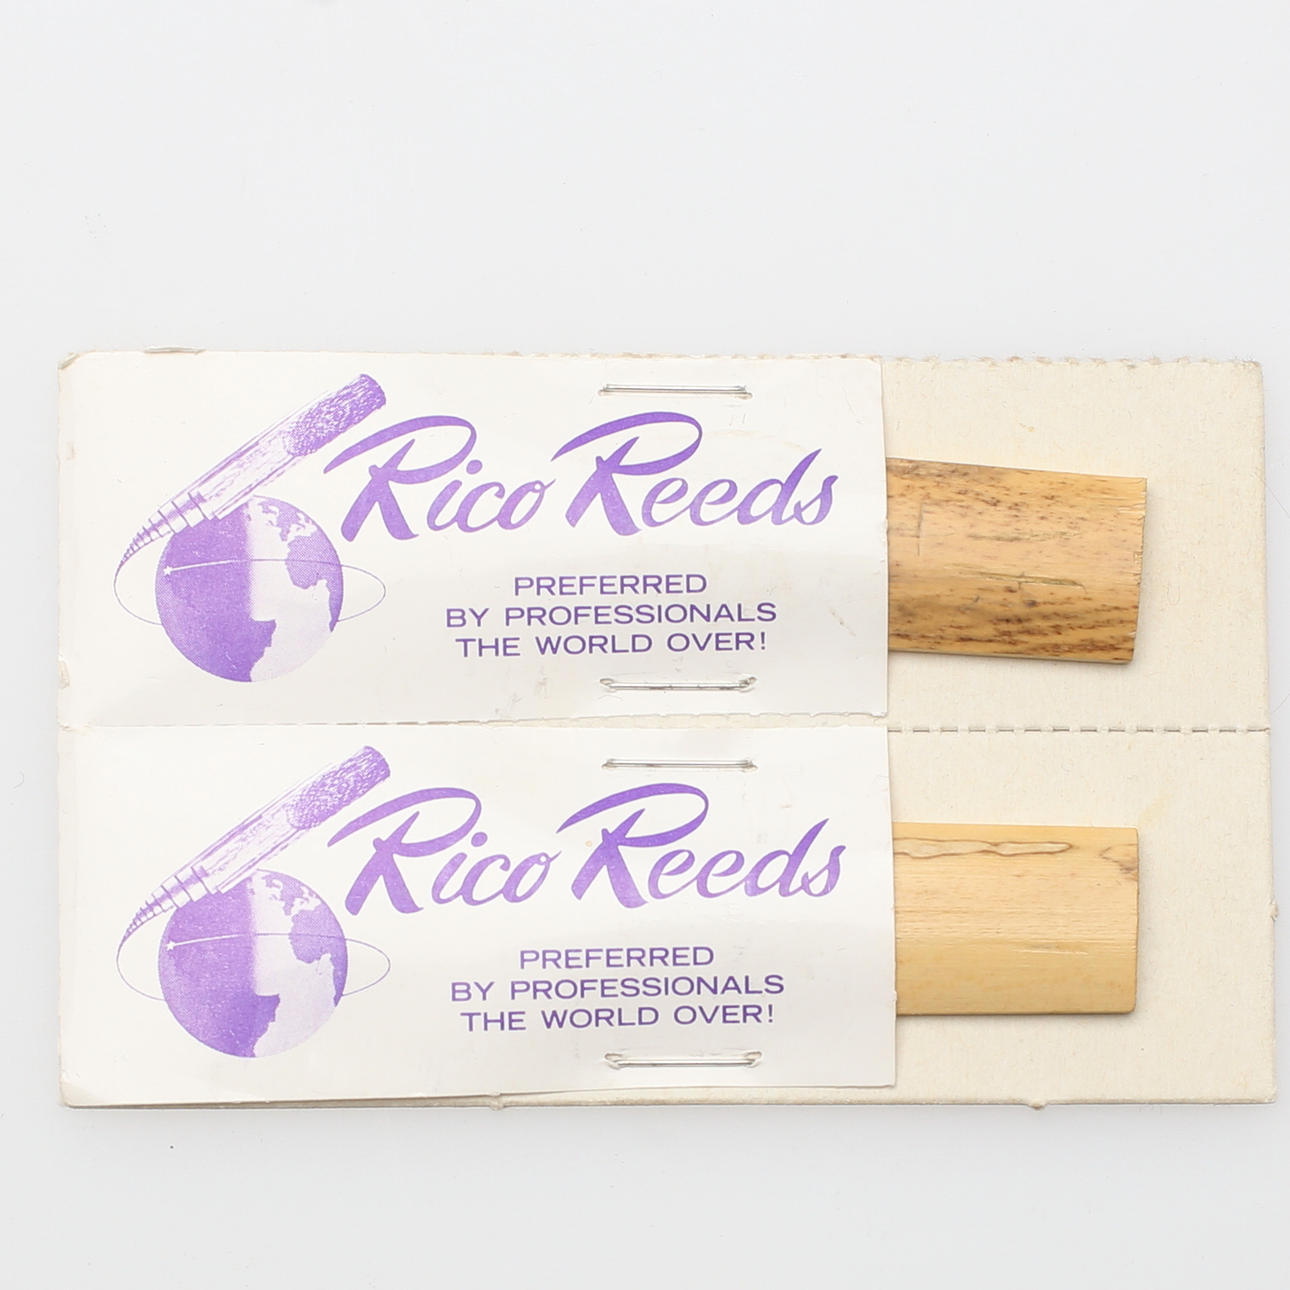 Rico Reeds
PREFERRED
BY PROFESSIONALS
THE WORLD OVER!
Rico Reeds
PREFERRED
BY PROFESSIONALS
THE WORLD OVER!